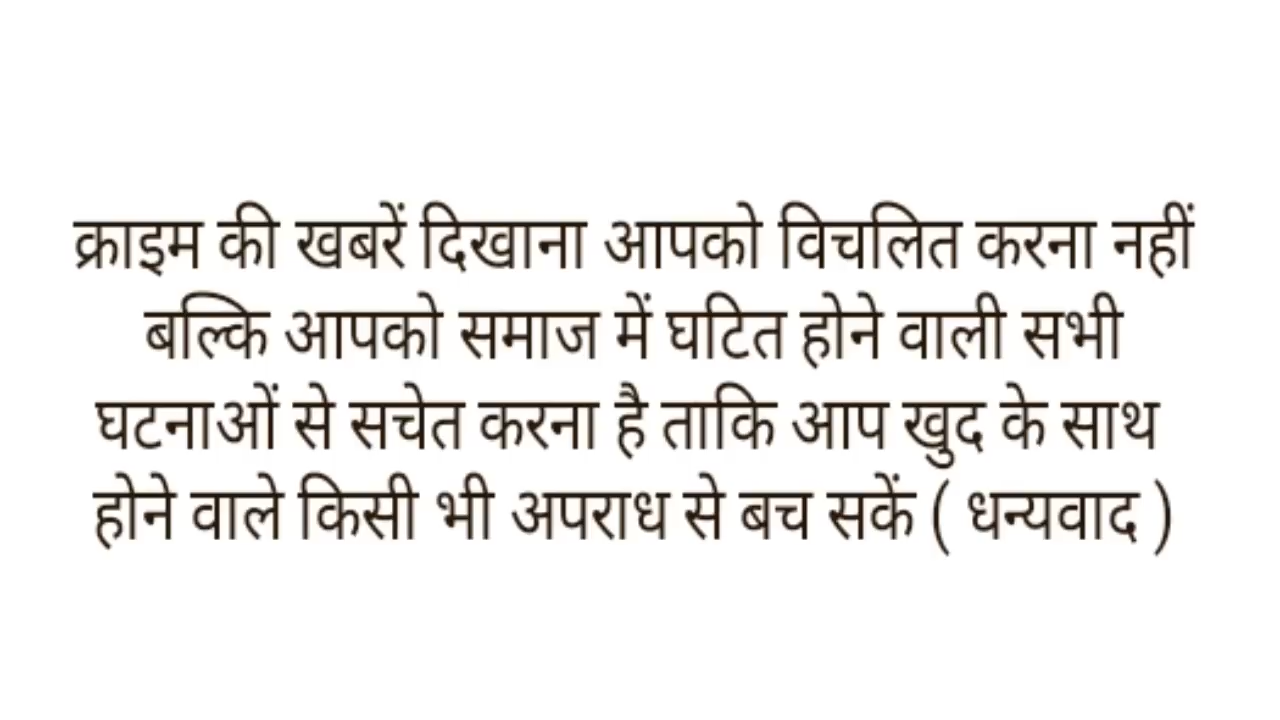 क्राइम की खबरें दिखाना आपको विचलित करना नहीं
बल्कि आपको समाज में घटित होने वाली सभी
घटनाओं से सचेत करना है ताकि आप खुद के साथ
होने वाले किसी भी अपराध से बच सकें ( धन्यवाद )